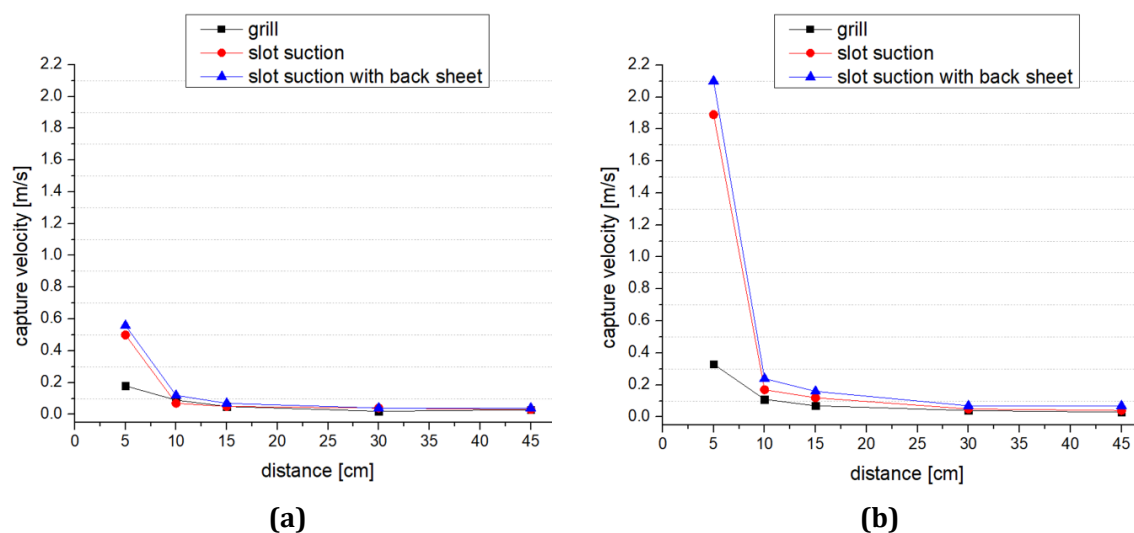 grill
slot suction
slot suction with back sheet
2.2
2.0
1.8
1.6
1.4
1.2
1.0
0.8
0.6
0.4
0.2
0.0
capture velocity [m/s]
0 5 10 15 20 25 30 35 40 45
distance [cm]
(a)
grill
slot suction
slot suction with back sheet
2.2
2.0
1.8
1.6
1.4
1.2
1.0
0.8
0.6
0.4
0.2
0.0
capture velocity [m/s]
0 5 10 15 20 25 30 35 40 45
distance [cm]
(b)